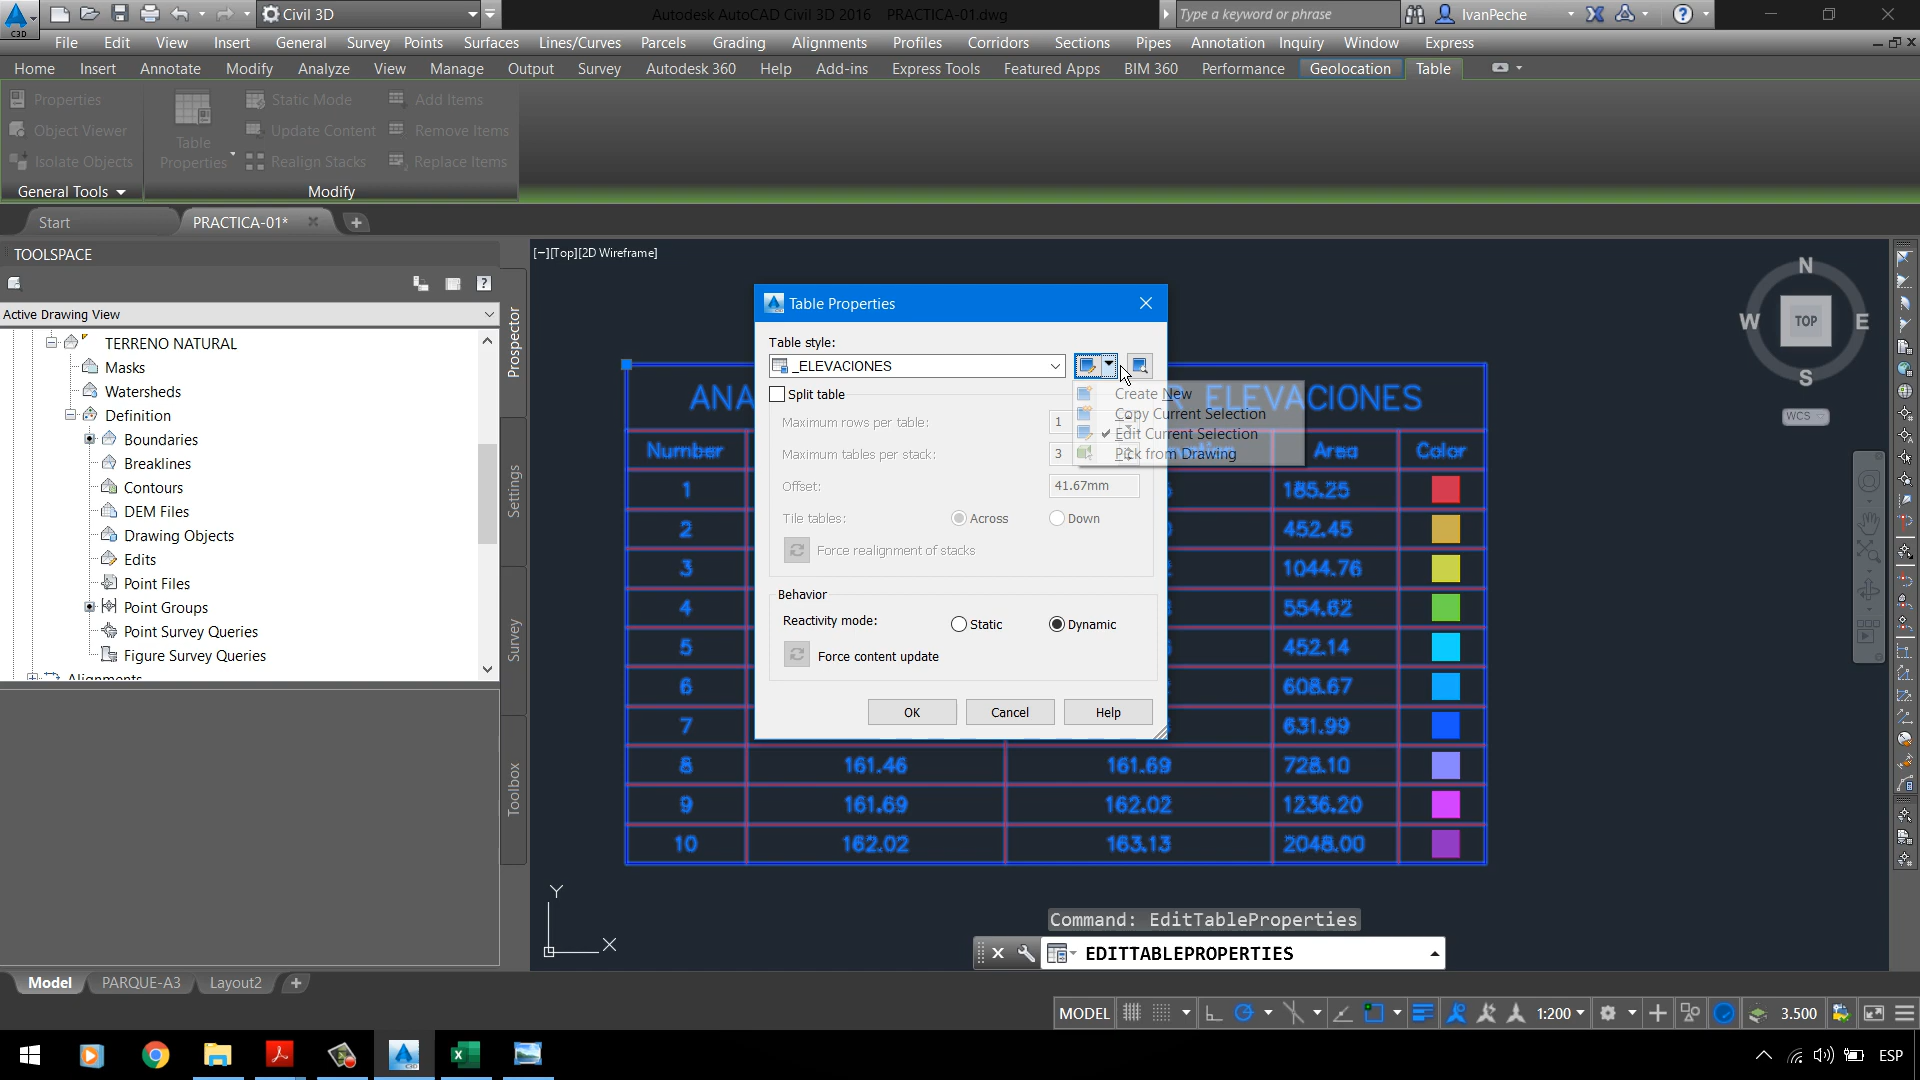 C3D
Civil 3D
Autodesk AutoCAD Civil 3D 2016 PRACTICA-01.dwg
Type a keyword or phrase
IvanPeche
File Edit View Insert General Survey Points Surfaces Lines/Curves Parcels Grading Alignments Profiles Corridors Sections Pipes Annotation Inquiry Window Express
Home Insert Annotate Modify Analyze View Manage Output Survey Autodesk 360 Help Add-ins Express Tools Featured Apps BIM 360 Performance Geolocation Table
Properties
Object Viewer
Isolate Objects
General Tools
Table
Properties
Static Mode
Update Content
Realign Stacks
Add Items
Remove Items
Replace Items
Modify
Start
PRACTICA-01*
TOOLSPACE
Active Drawing View
TERRENO NATURAL
Masks
Watersheds
Definition
Boundaries
Breaklines
Contours
DEM Files
Drawing Objects
Edits
Point Files
Point Groups
Point Survey Queries
Figure Survey Queries
Alignments
Prospector
Settings
Survey
Toolbox
[−][Top][2D Wireframe]
N
W TOP E
S
WCS
Table Properties
Table style:
_ELEVACIONES
Split table
Maximum rows per table: 1
Maximum tables per stack: 3
Offset: 41.67mm
Tile tables: Across Down
Force realignment of stacks
Behavior
Reactivity mode: Static Dynamic
Force content update
OK Cancel Help
Create New
Copy Current Selection
Edit Current Selection
Pick from Drawing
ANA ELEVACIONES
Number Area Color
1 185.25
2 452.45
3 1044.76
4 554.62
5 452.14
6 608.67
7 631.99
8 161.46 161.69 728.10
9 161.69 162.02 1236.20
10 162.02 163.13 2048.00
Y
X
Command: EditTableProperties
EDITTABLEPROPERTIES
Model PARQUE-A3 Layout2
MODEL 1:200 3.500
ESP